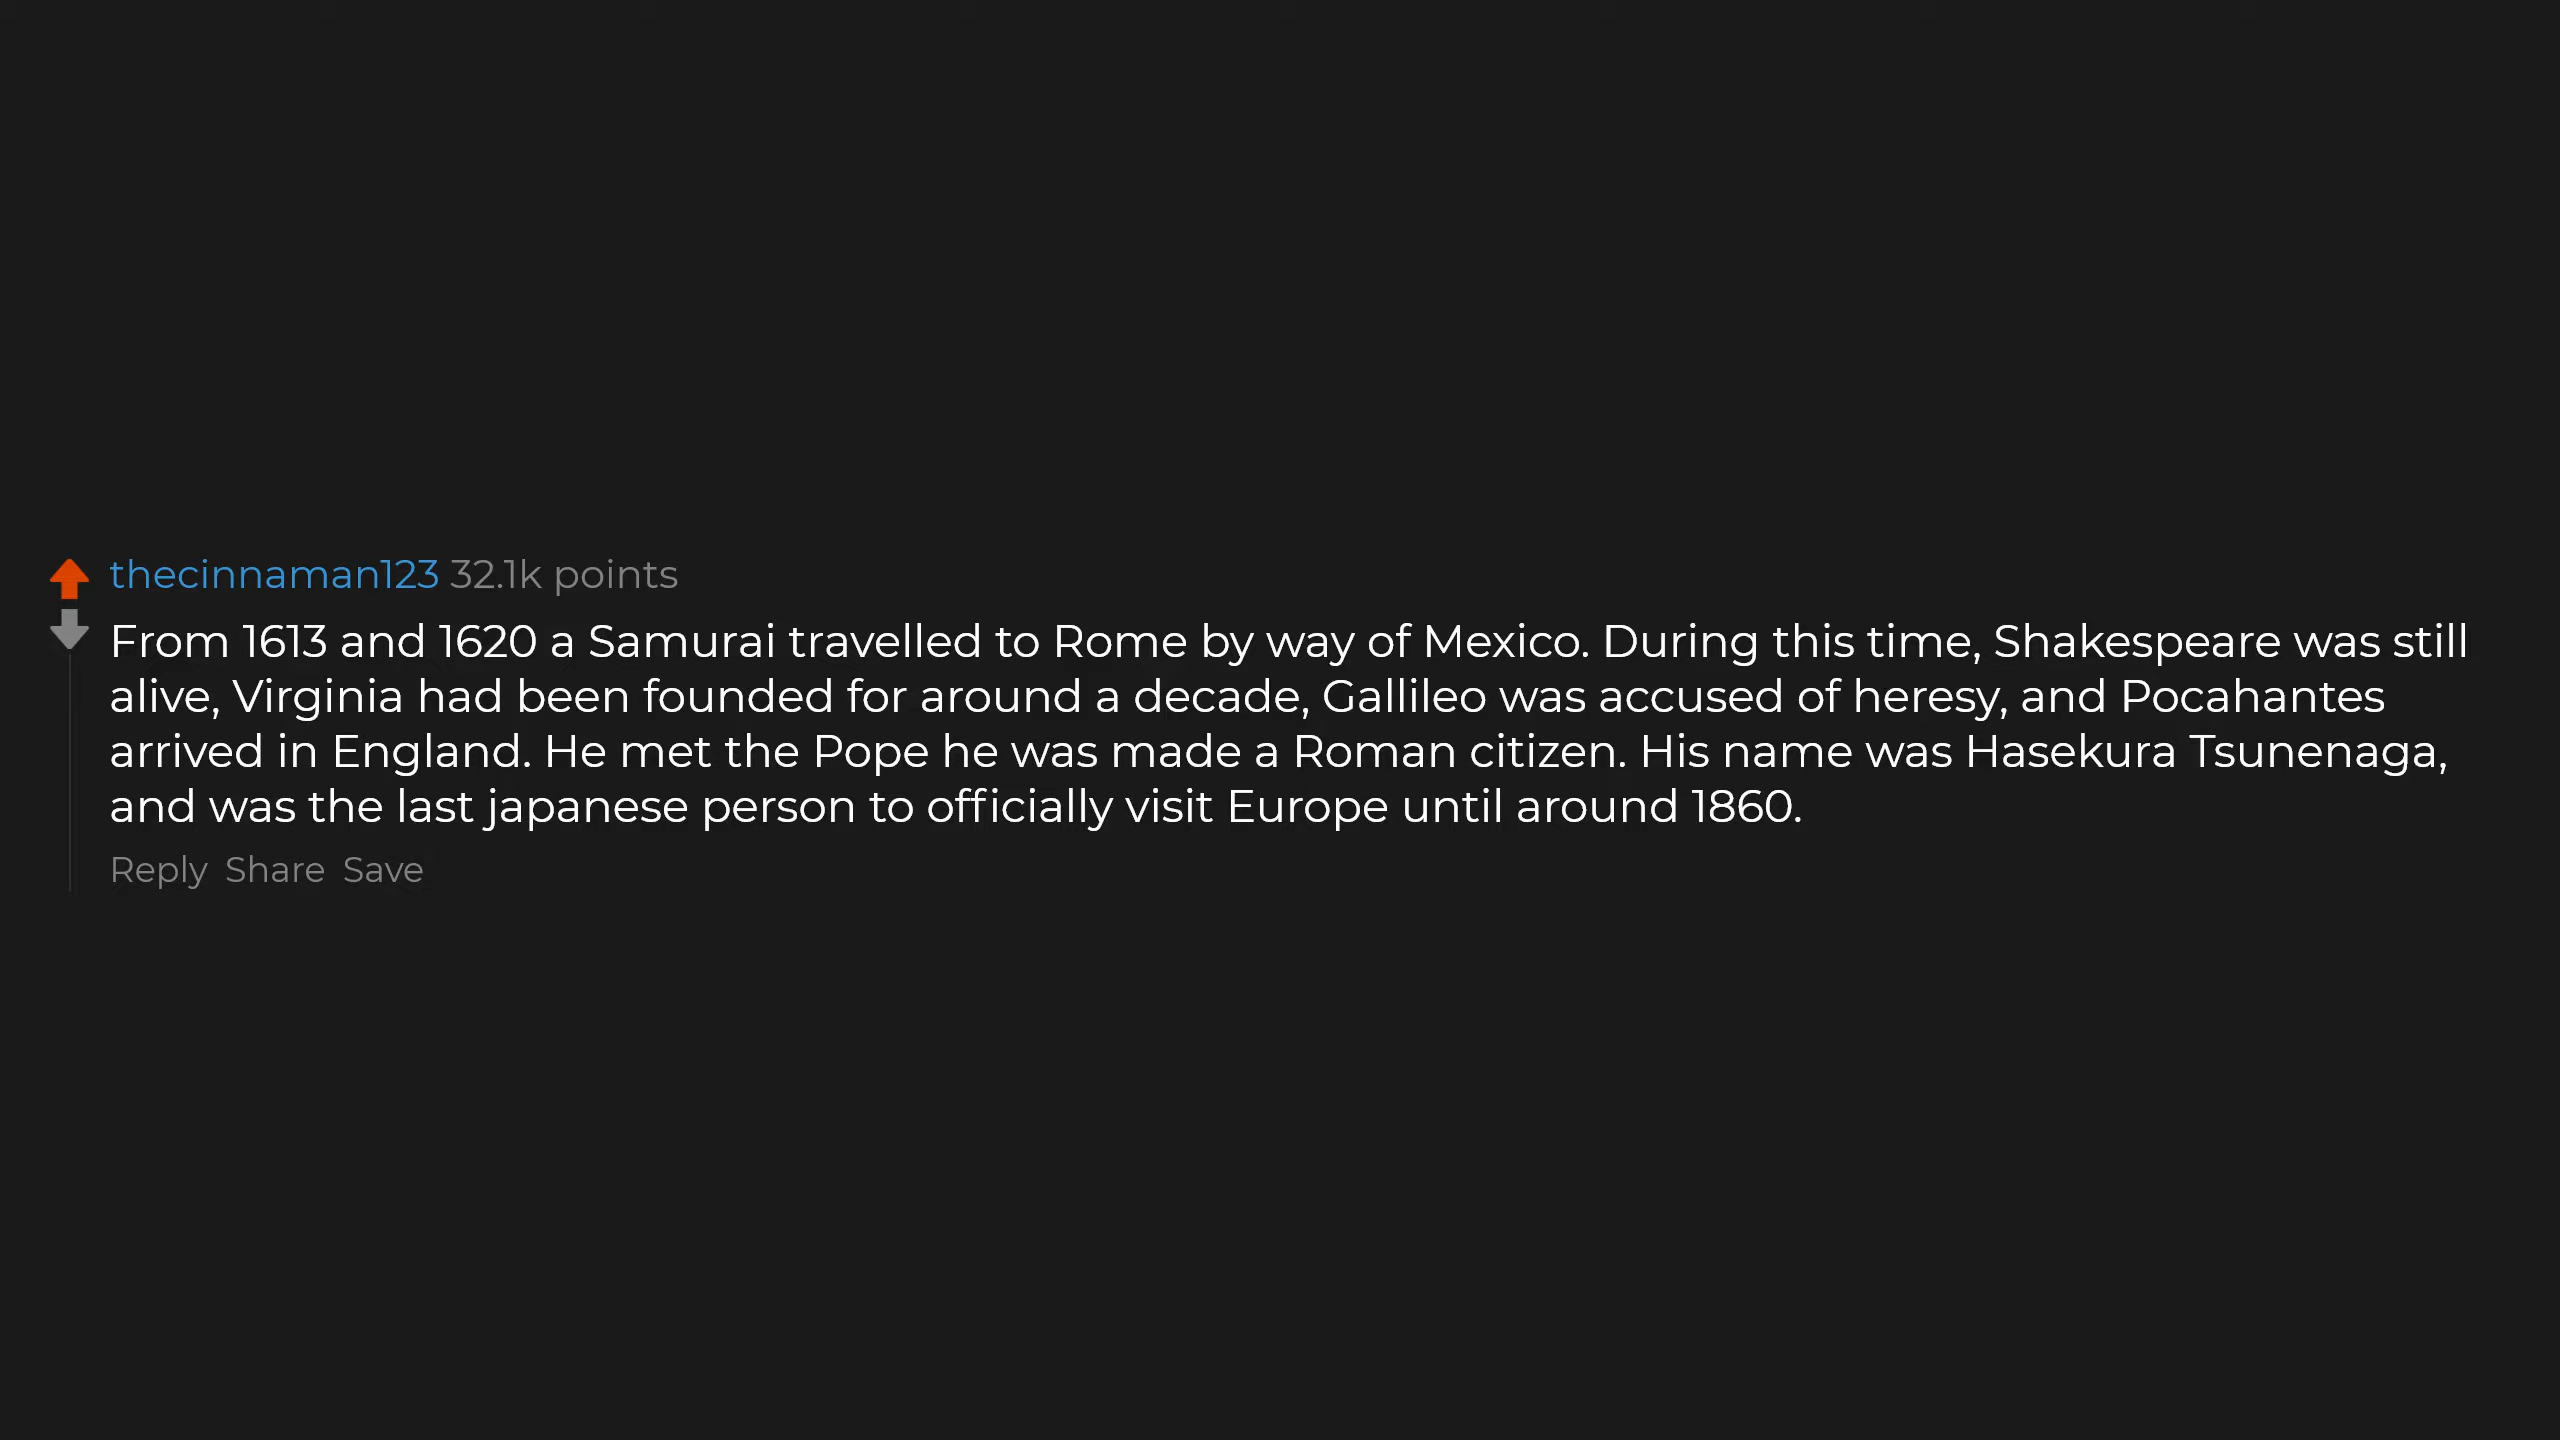 thecinnaman123 32.1k points
From 1613 and 1620 a Samurai travelled to Rome by way of Mexico. During this time, Shakespeare was still
alive, Virginia had been founded for around a decade, Gallileo was accused of heresy, and Pocahantes
arrived in England. He met the Pope he was made a Roman citizen. His name was Hasekura Tsunenaga,
and was the last japanese person to officially visit Europe until around 1860.
Reply Share Save